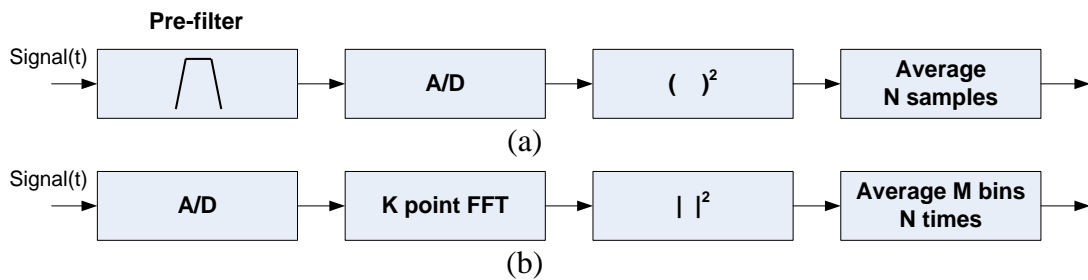 Pre-filter
Signal(t)
A/D
( )²
Average
N samples
(a)
Signal(t)
A/D
K point FFT
| |²
Average M bins
N times
(b)